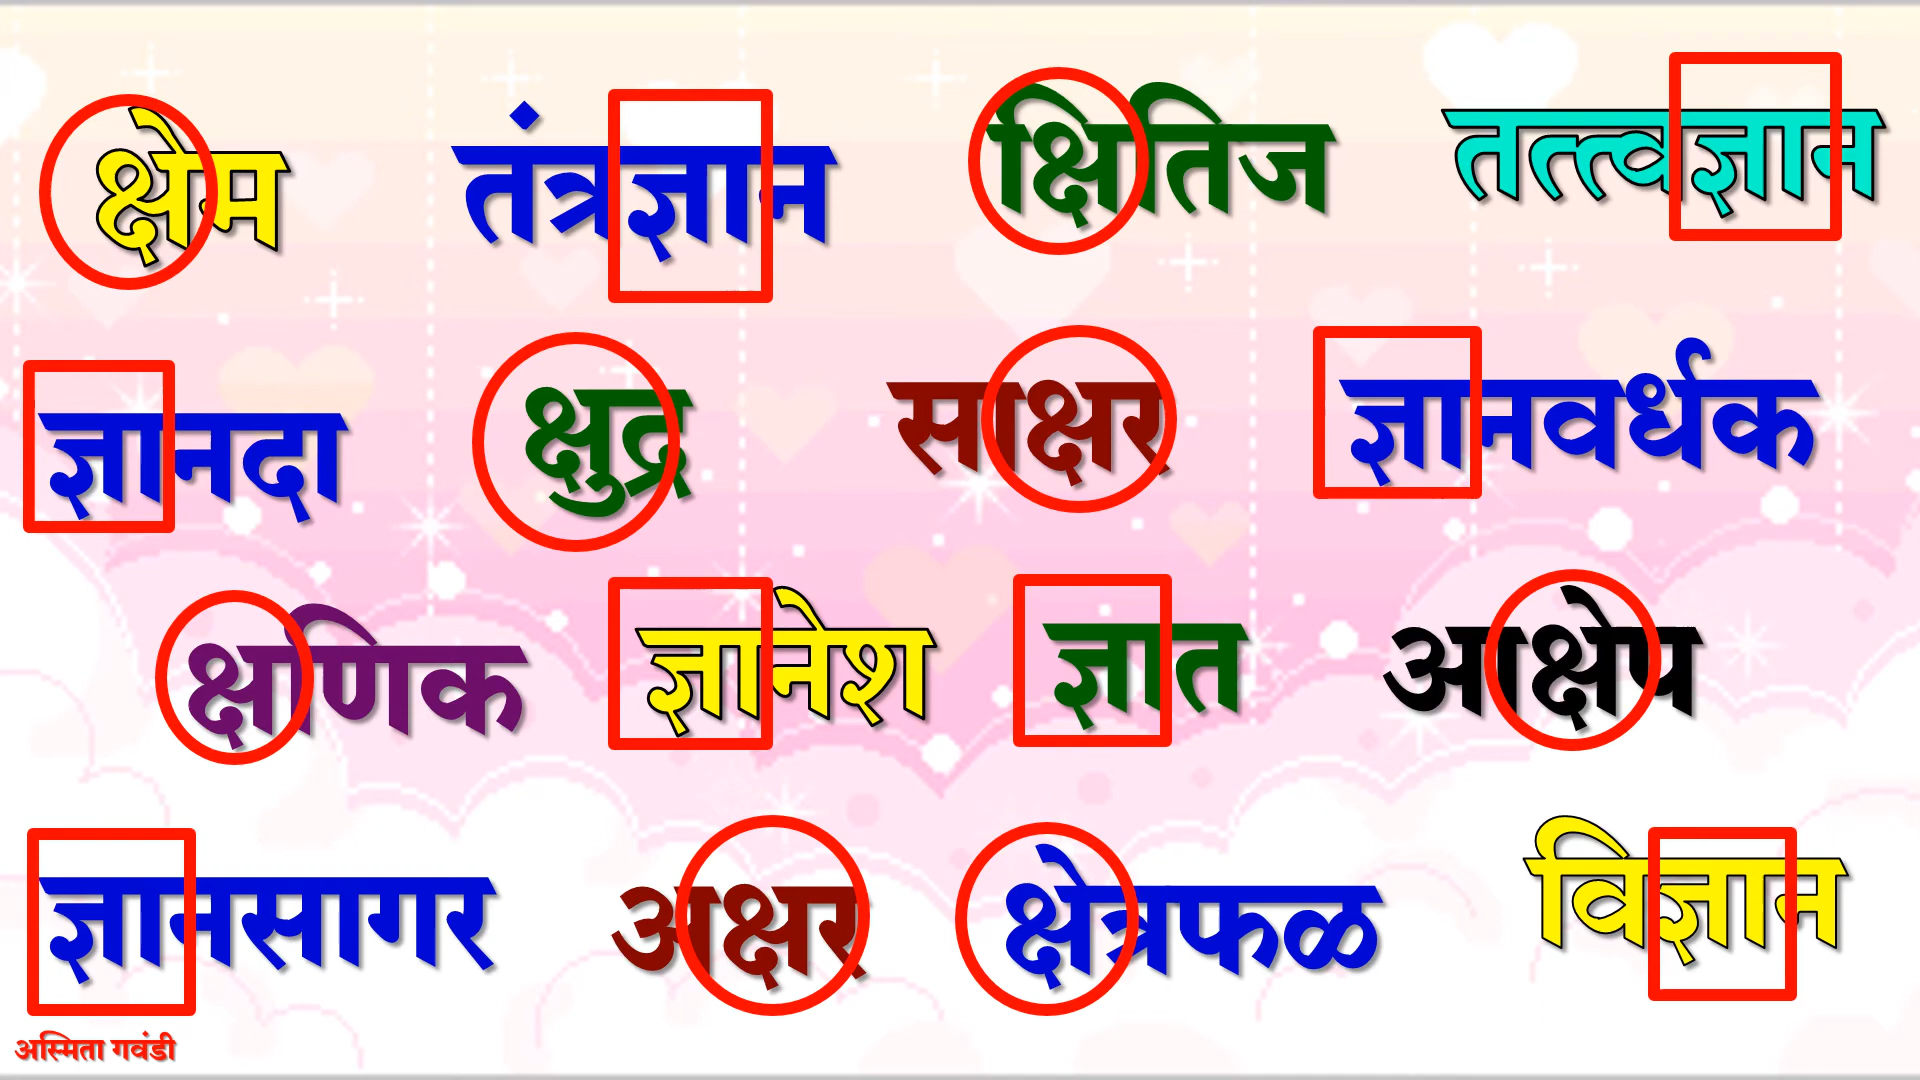 क्षेम तंत्रज्ञान क्षितिज तत्त्वज्ञान
ज्ञानदा क्षुद्र साक्षर ज्ञानवर्धक
क्षणिक ज्ञानेश ज्ञात आक्षेप
ज्ञानसागर अक्षर क्षेत्रफळ विज्ञान
अस्मिता गवंडी